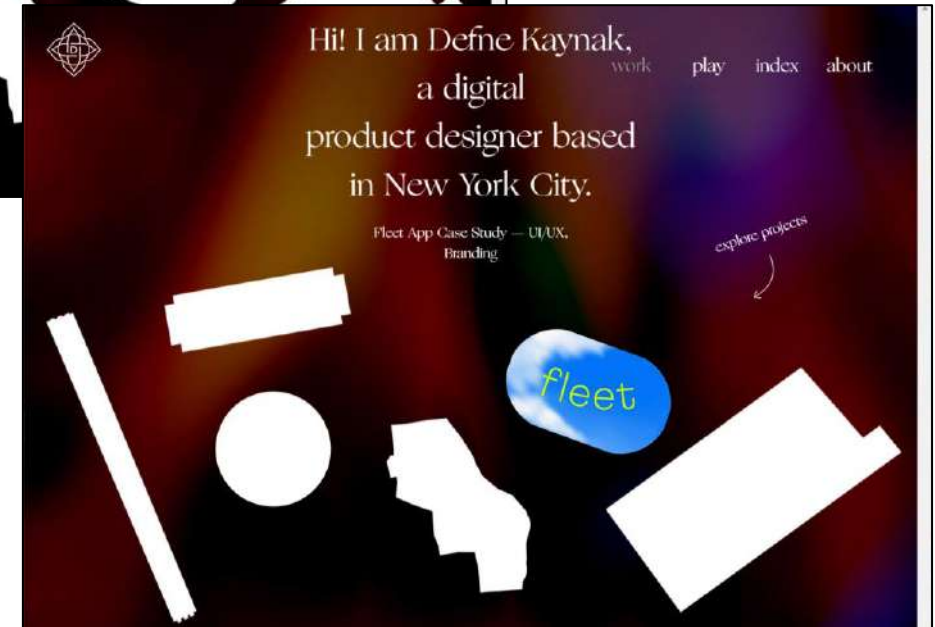 Hi! I am Defne Kaynak,
a digital
product designer based
in New York City.
work play index about
Fleet App Case Study — UI/UX,
Branding
explore projects
fleet